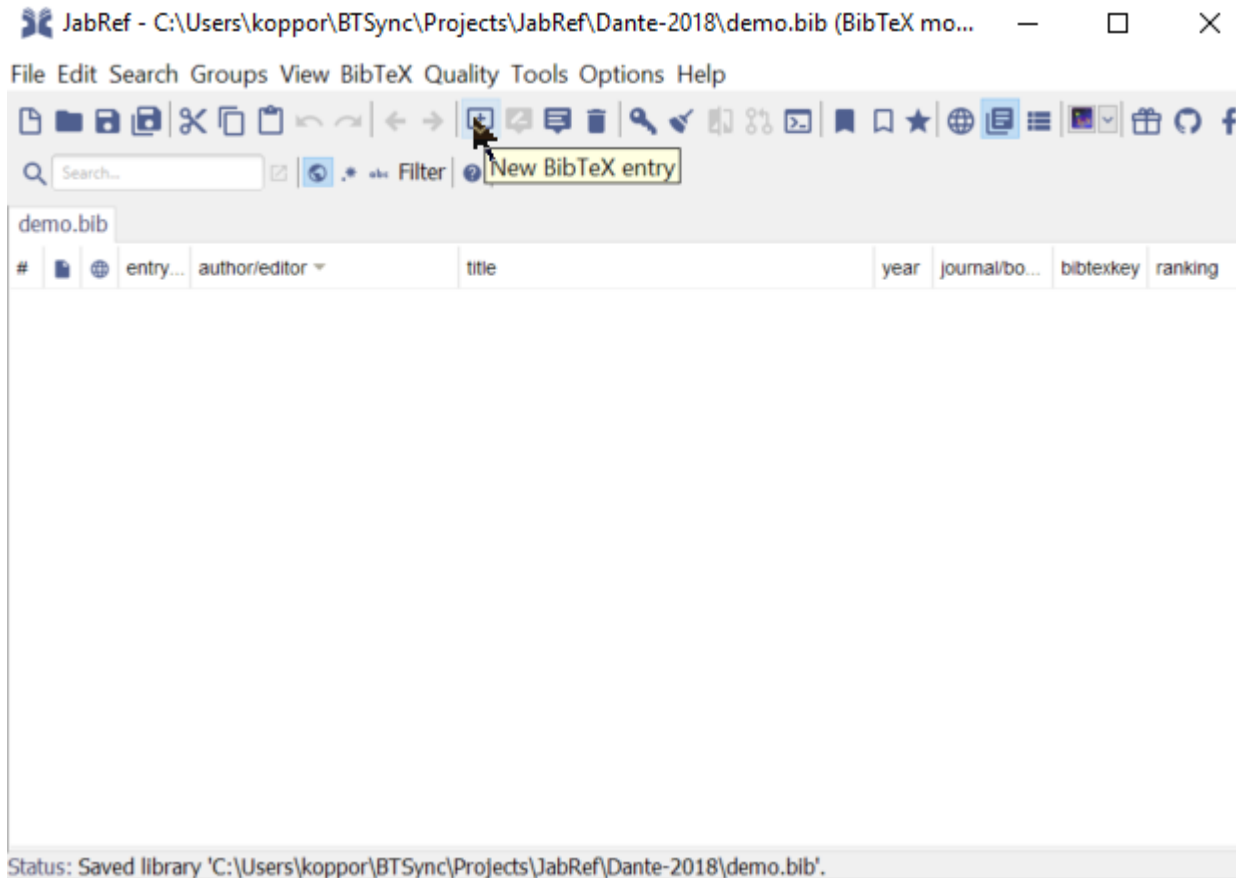 JabRef - C:\Users\koppor\BTSync\Projects\JabRef\Dante-2018\demo.bib (BibTeX mo...
File Edit Search Groups View BibTeX Quality Tools Options Help
Search... abc Filter
New BibTeX entry
demo.bib
# entry... author/editor title year journal/bo... bibtexkey ranking
Status: Saved library 'C:\Users\koppor\BTSync\Projects\JabRef\Dante-2018\demo.bib'.